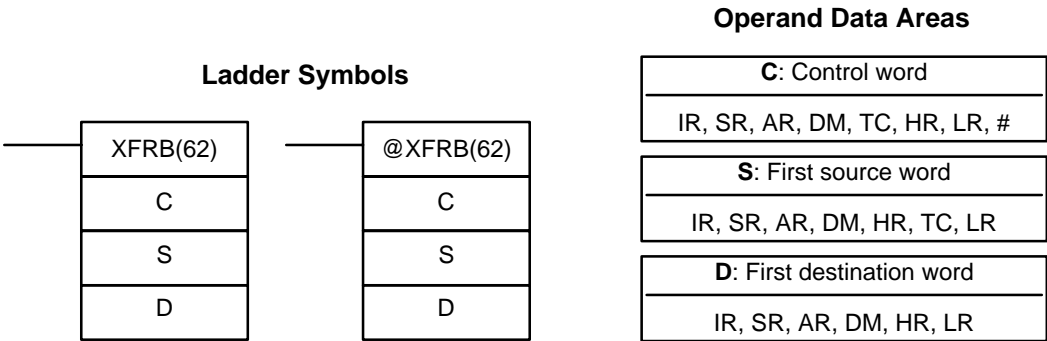 Ladder Symbols
XFRB(62)
C
S
D
@XFRB(62)
C
S
D
Operand Data Areas
C: Control word
IR, SR, AR, DM, TC, HR, LR, #
S: First source word
IR, SR, AR, DM, HR, TC, LR
D: First destination word
IR, SR, AR, DM, HR, LR